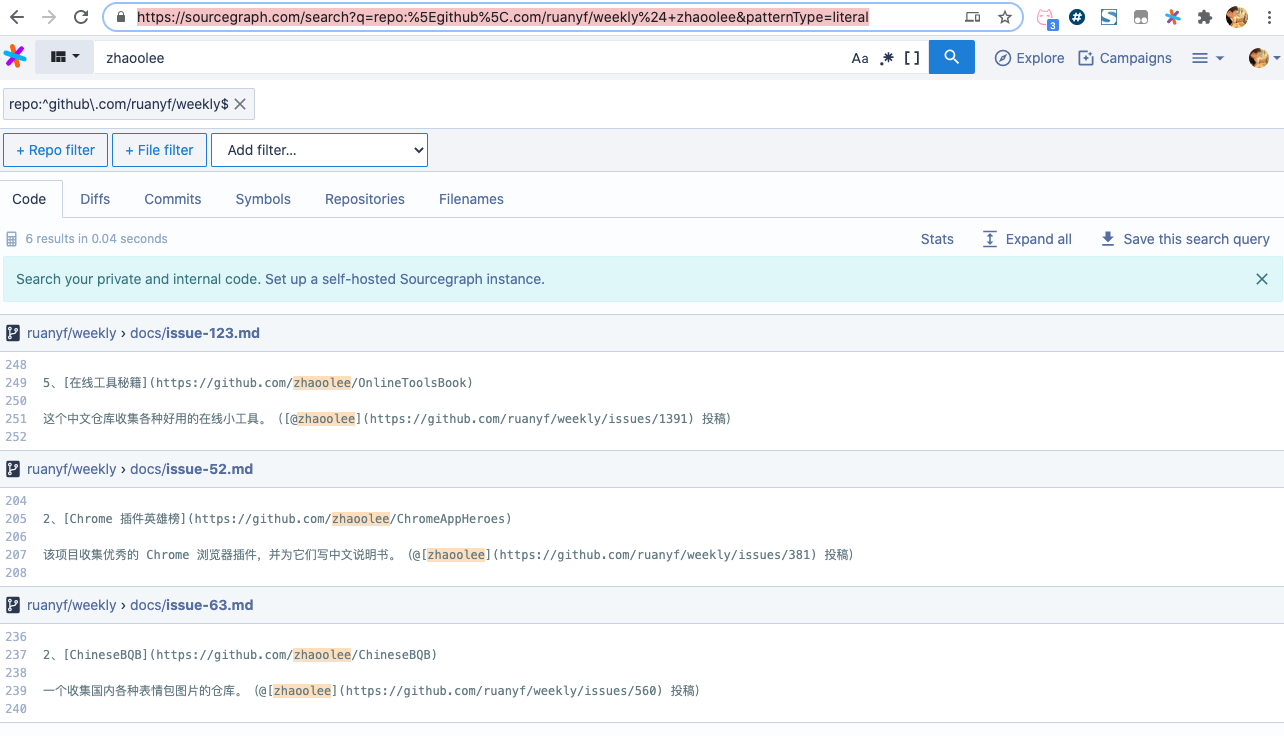 https://sourcegraph.com/search?q=repo:%5Egithub%5C.com/ruanyf/weekly%24+zhaoolee&patternType=literal
3
zhaoolee
Aa .* [ ] Explore Campaigns
repo:^github\.com/ruanyf/weekly$
+ Repo filter + File filter Add filter...
Code Diffs Commits Symbols Repositories Filenames
6 results in 0.04 seconds Stats Expand all Save this search query
Search your private and internal code. Set up a self-hosted Sourcegraph instance.
ruanyf/weekly › docs/issue-123.md
248
249 5、[在线工具秘籍](https://github.com/zhaoolee/OnlineToolsBook)
250
251 这个中文仓库收集各种好用的在线小工具。([@zhaoolee](https://github.com/ruanyf/weekly/issues/1391) 投稿)
252
ruanyf/weekly › docs/issue-52.md
204
205 2、[Chrome 插件英雄榜](https://github.com/zhaoolee/ChromeAppHeroes)
206
207 该项目收集优秀的 Chrome 浏览器插件，并为它们写中文说明书。（@[zhaoolee](https://github.com/ruanyf/weekly/issues/381) 投稿）
208
ruanyf/weekly › docs/issue-63.md
236
237 2、[ChineseBQB](https://github.com/zhaoolee/ChineseBQB)
238
239 一个收集国内各种表情包图片的仓库。（@[zhaoolee](https://github.com/ruanyf/weekly/issues/560) 投稿）
240